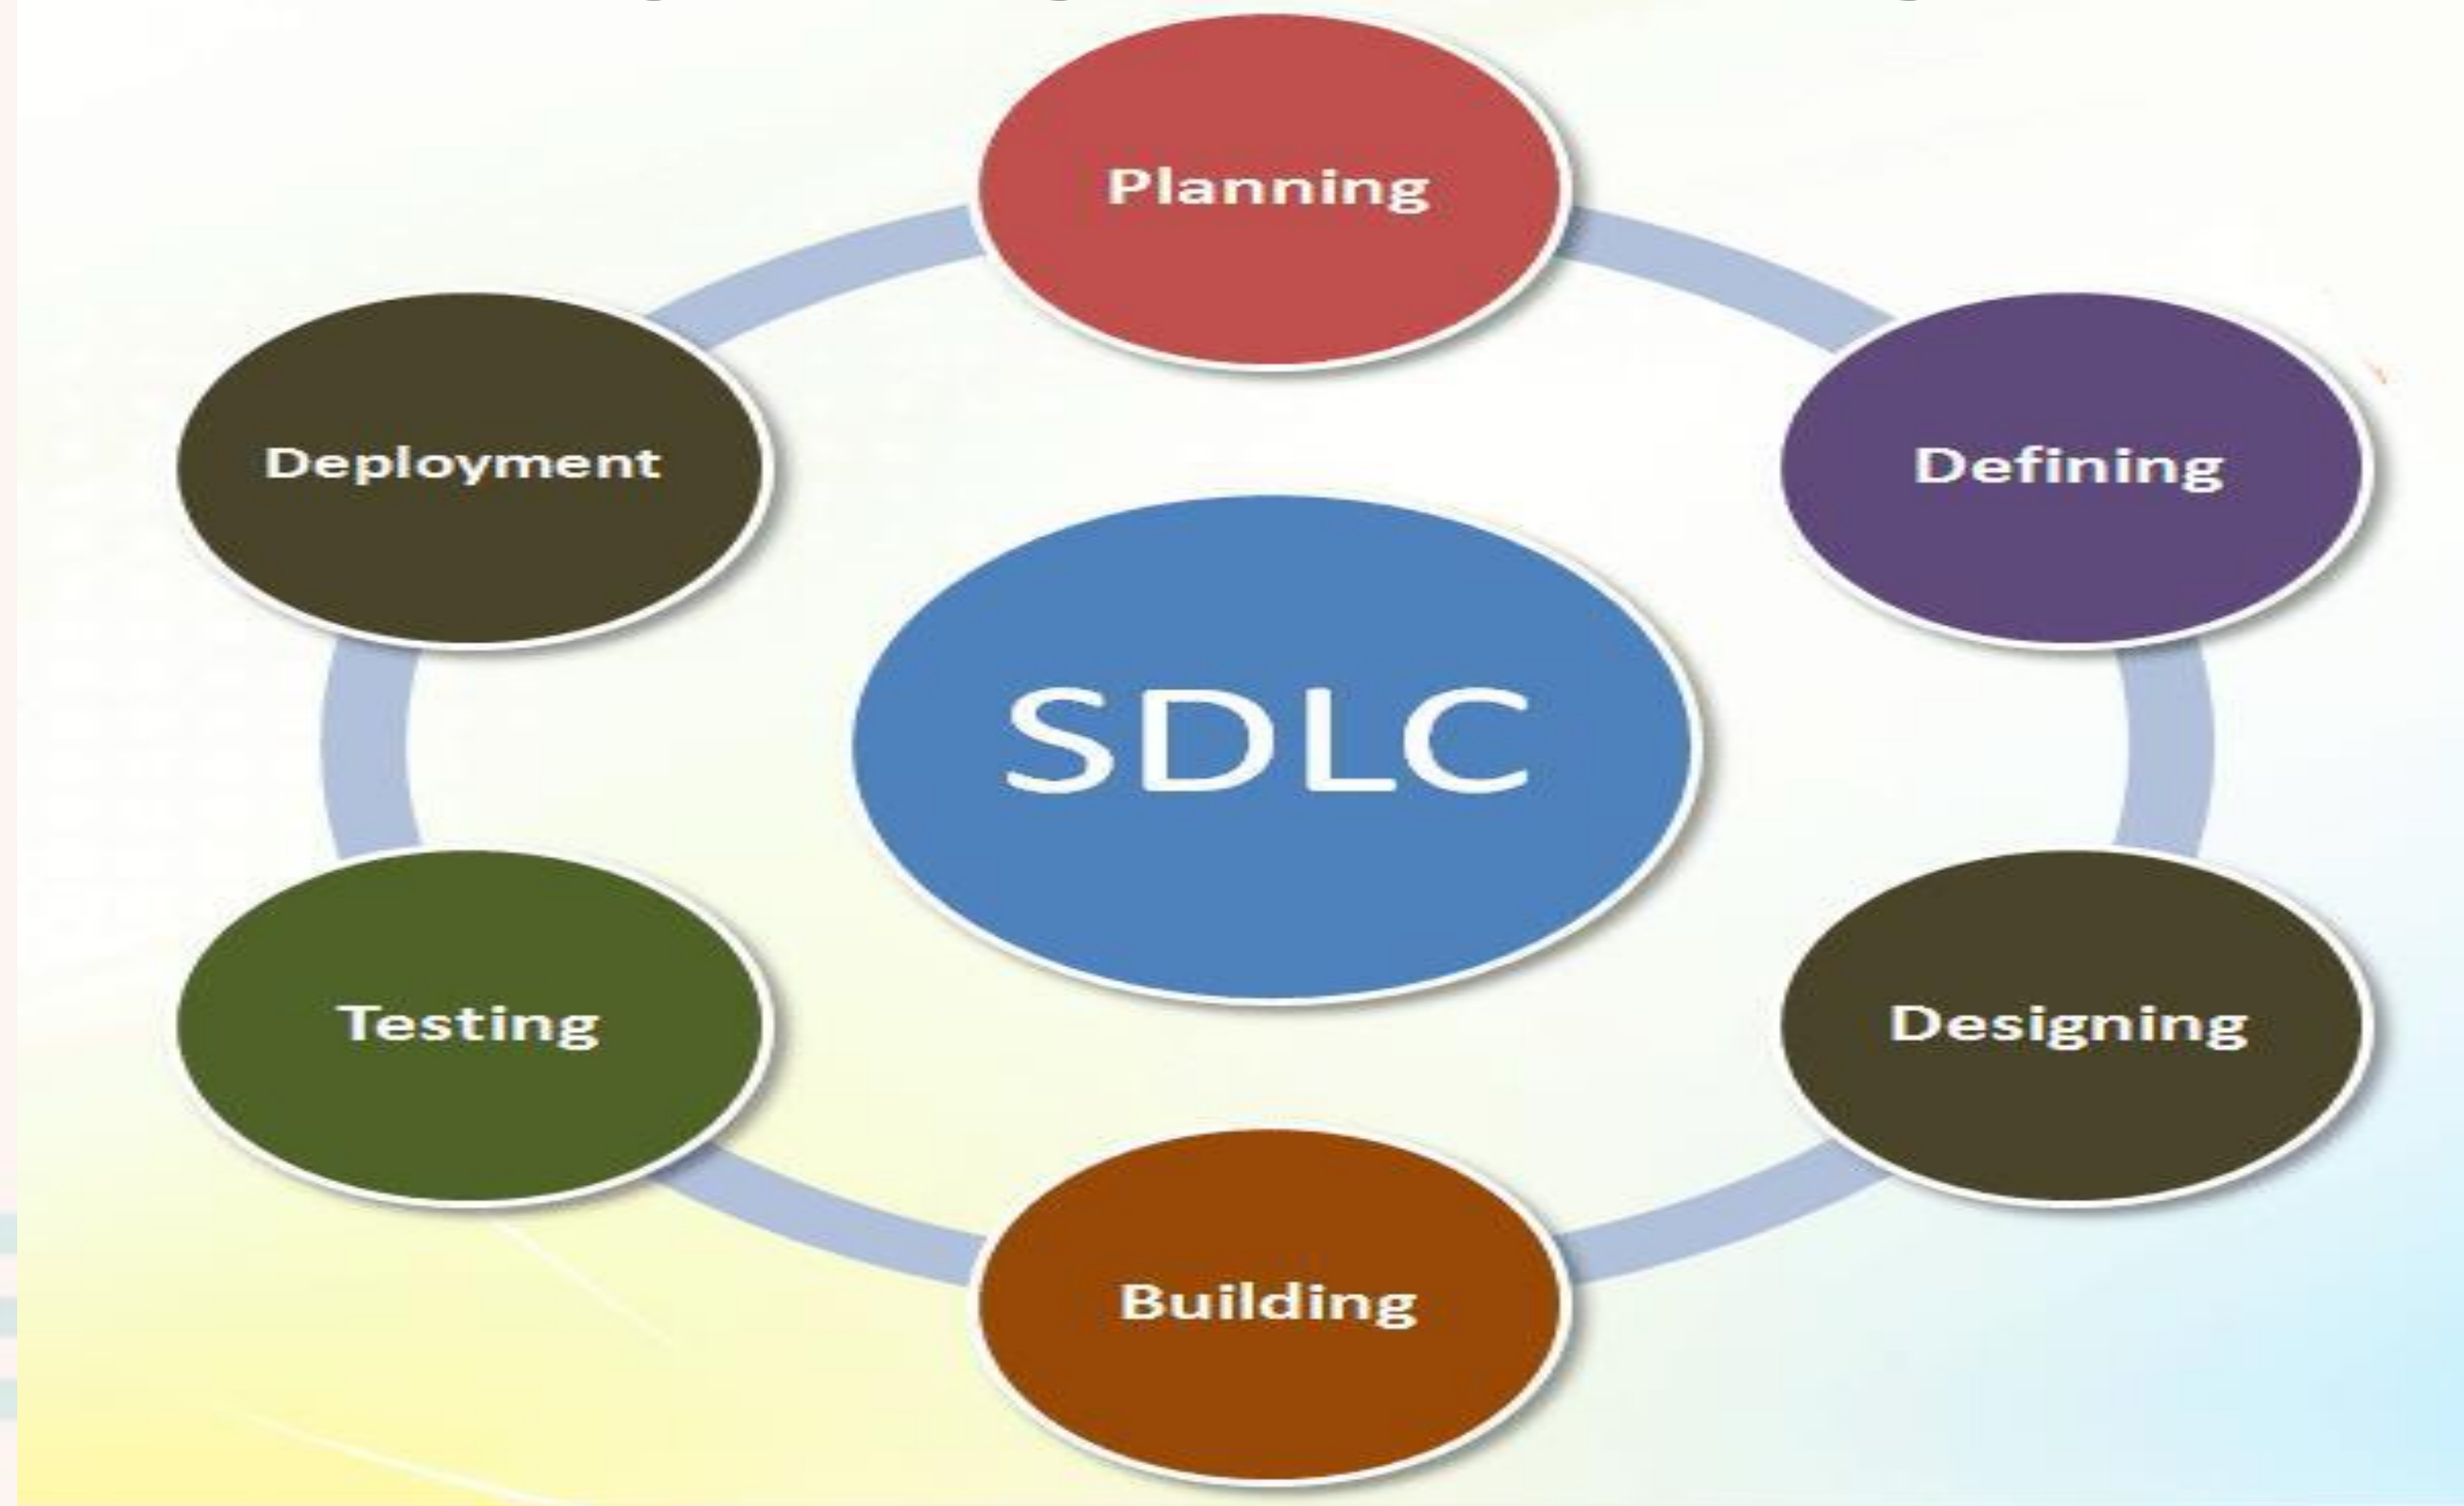 Planning
Defining
Designing
Building
Testing
Deployment
SDLC